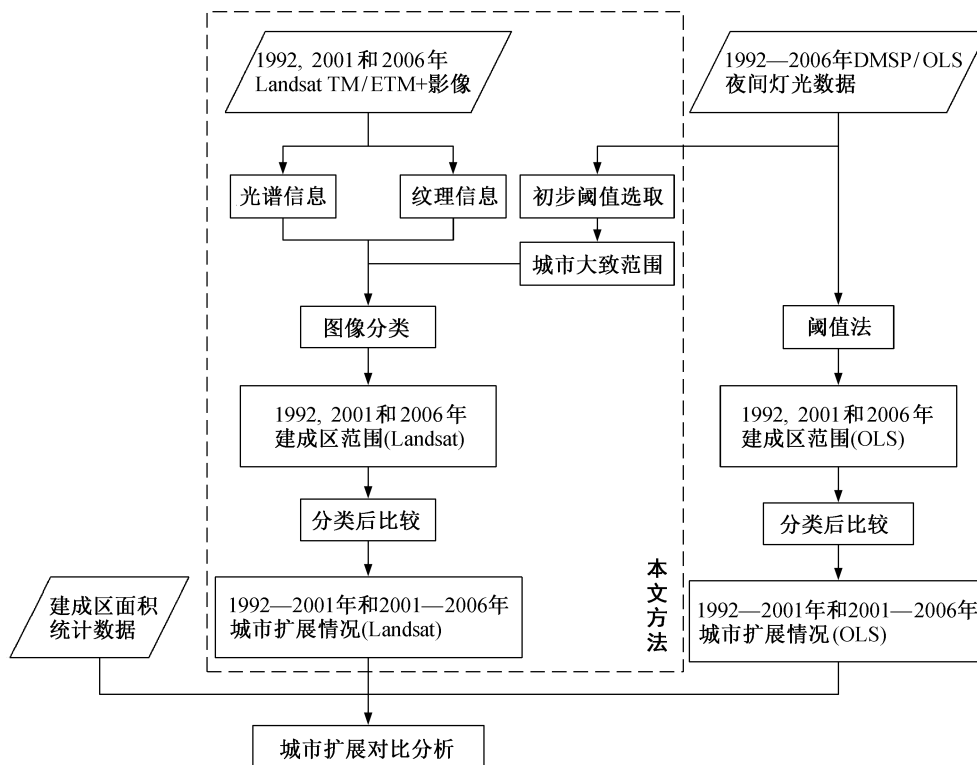 1992, 2001和2006年
Landsat TM/ETM+影像
1992—2006年DMSP/OLS
夜间灯光数据
光谱信息
纹理信息
初步阈值选取
城市大致范围
图像分类
阈值法
1992, 2001和2006年
建成区范围(Landsat)
1992, 2001和2006年
建成区范围(OLS)
分类后比较
分类后比较
本文方法
建成区面积
统计数据
1992—2001年和2001—2006年
城市扩展情况(Landsat)
1992—2001年和2001—2006年
城市扩展情况(OLS)
城市扩展对比分析